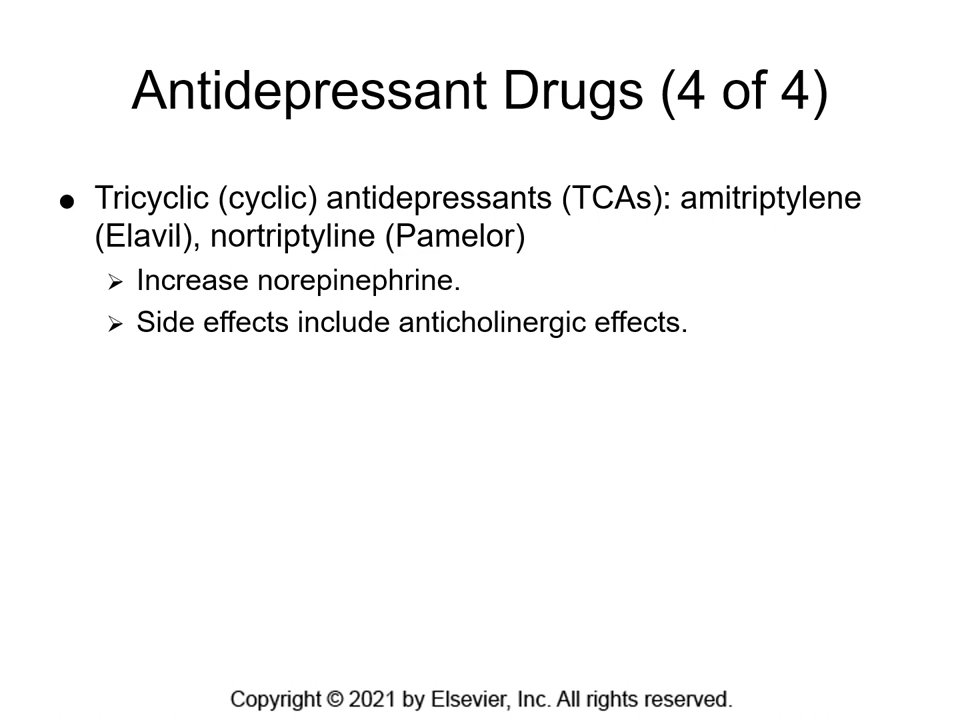 Antidepressant Drugs (4 of 4)
● Tricyclic (cyclic) antidepressants (TCAs): amitriptylene
(Elavil), nortriptyline (Pamelor)
➢ Increase norepinephrine.
➢ Side effects include anticholinergic effects.
Copyright © 2021 by Elsevier, Inc. All rights reserved.